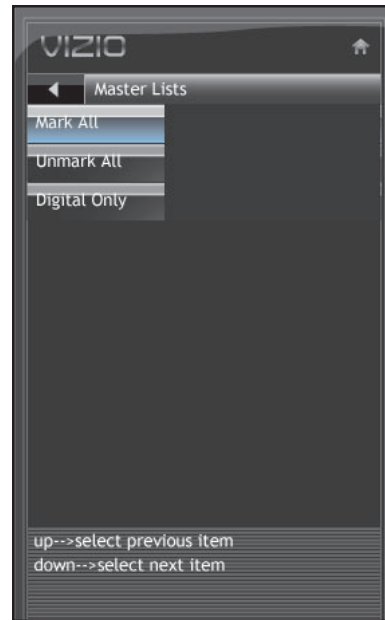 VIZIO
Master Lists
Mark All
Unmark All
Digital Only
up-->select previous item
down-->select next item